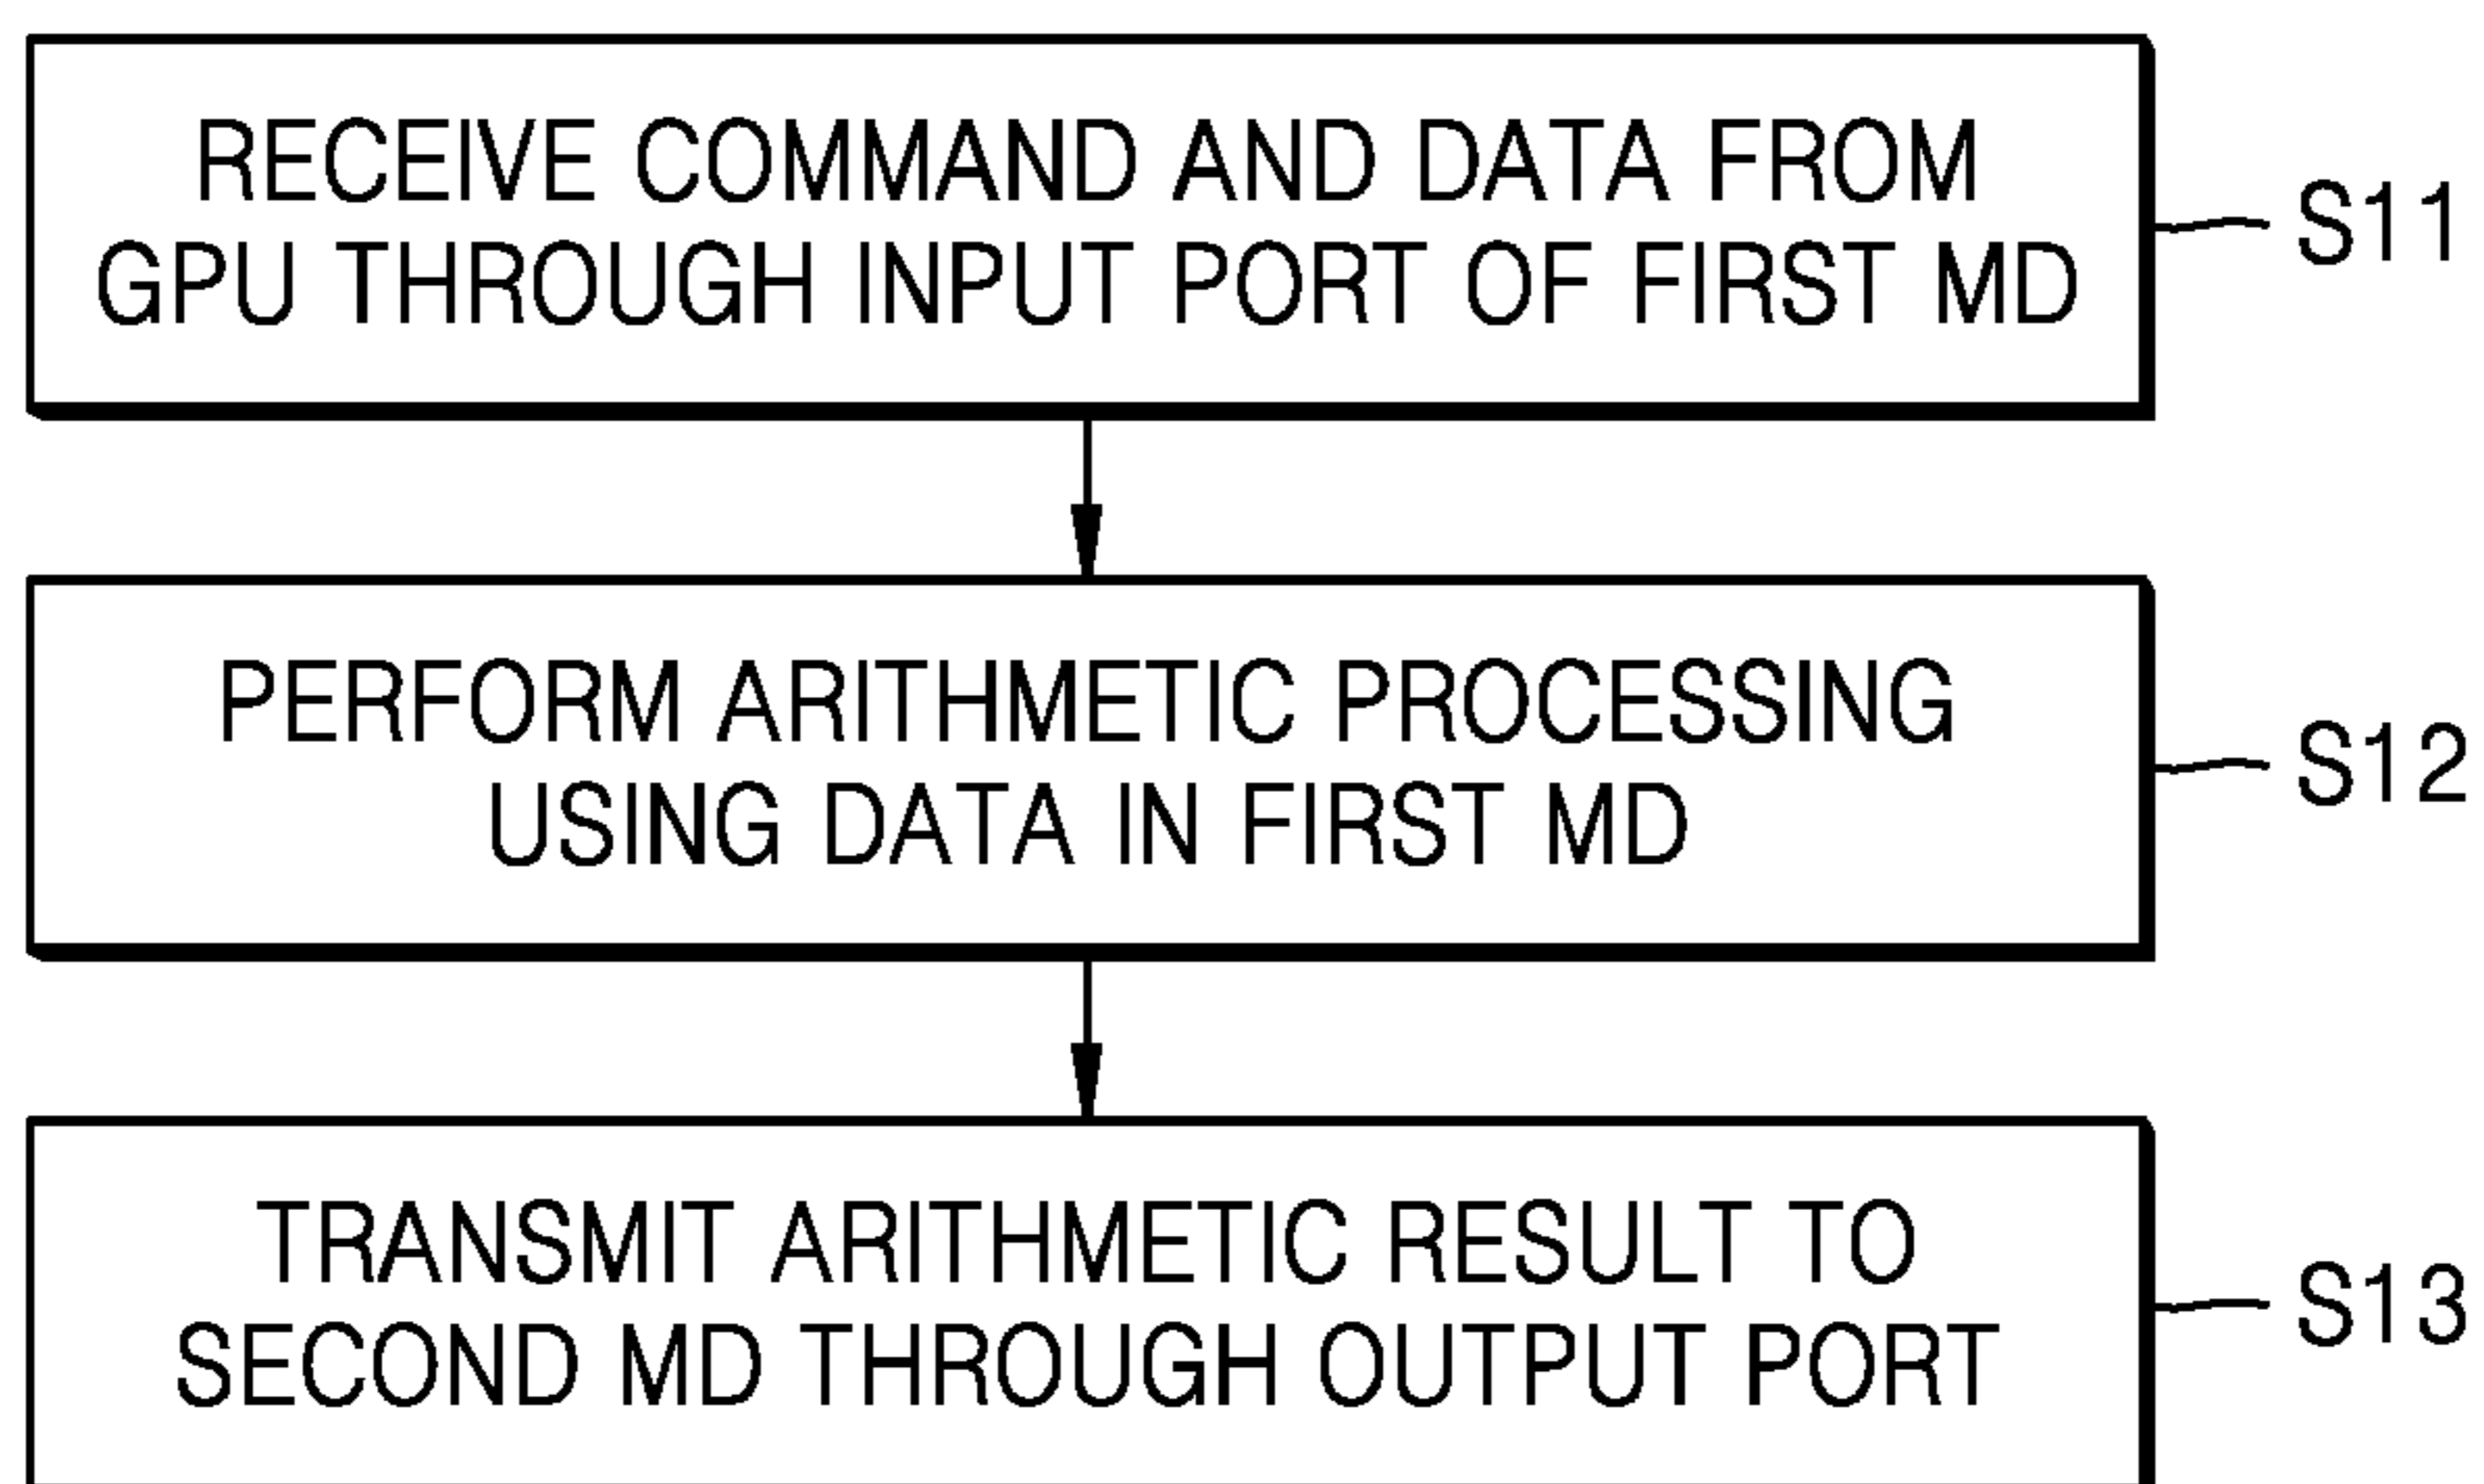 RECEIVE COMMAND AND DATA FROM
GPU THROUGH INPUT PORT OF FIRST MD
S11
PERFORM ARITHMETIC PROCESSING
USING DATA IN FIRST MD
S12
TRANSMIT ARITHMETIC RESULT TO
SECOND MD THROUGH OUTPUT PORT
S13